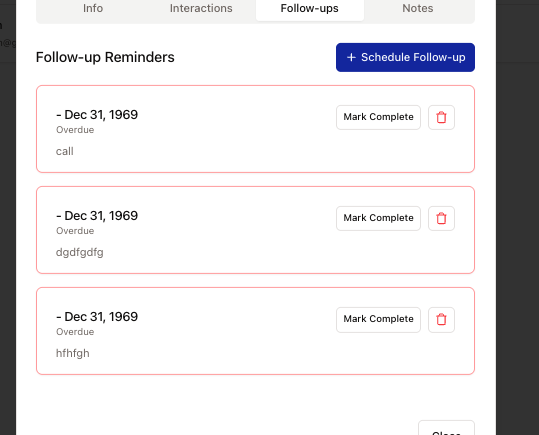 Info Interactions Follow-ups Notes
Follow-up Reminders + Schedule Follow-up
- Dec 31, 1969 Mark Complete
Overdue
call
- Dec 31, 1969 Mark Complete
Overdue
dgdfgdfg
- Dec 31, 1969 Mark Complete
Overdue
hfhfgh
Close